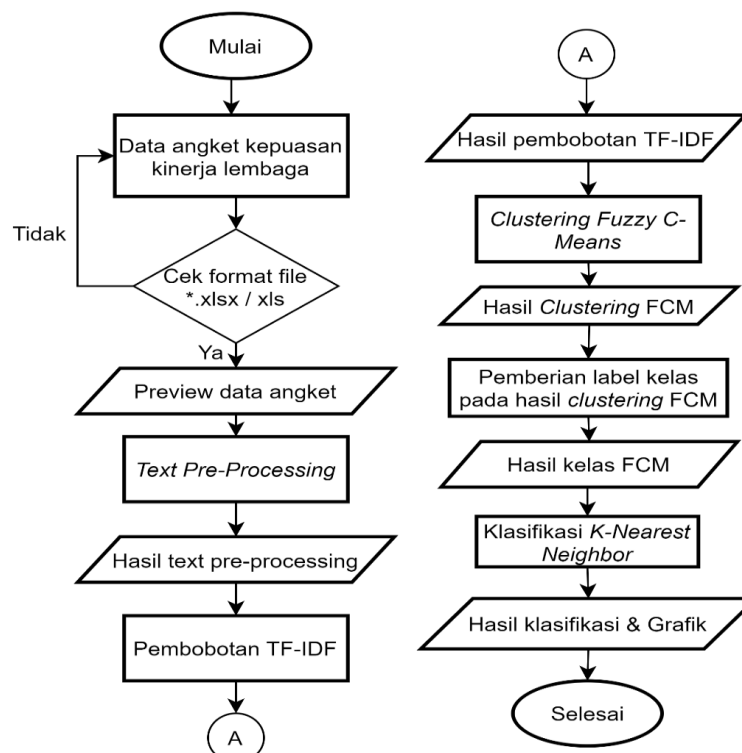 Mulai
Data angket kepuasan
kinerja lembaga
Tidak
Cek format file
*.xlsx / xls
Ya
Preview data angket
Text Pre-Processing
Hasil text pre-processing
Pembobotan TF-IDF
A
A
Hasil pembobotan TF-IDF
Clustering Fuzzy C-
Means
Hasil Clustering FCM
Pemberian label kelas
pada hasil clustering FCM
Hasil kelas FCM
Klasifikasi K-Nearest
Neighbor
Hasil klasifikasi & Grafik
Selesai